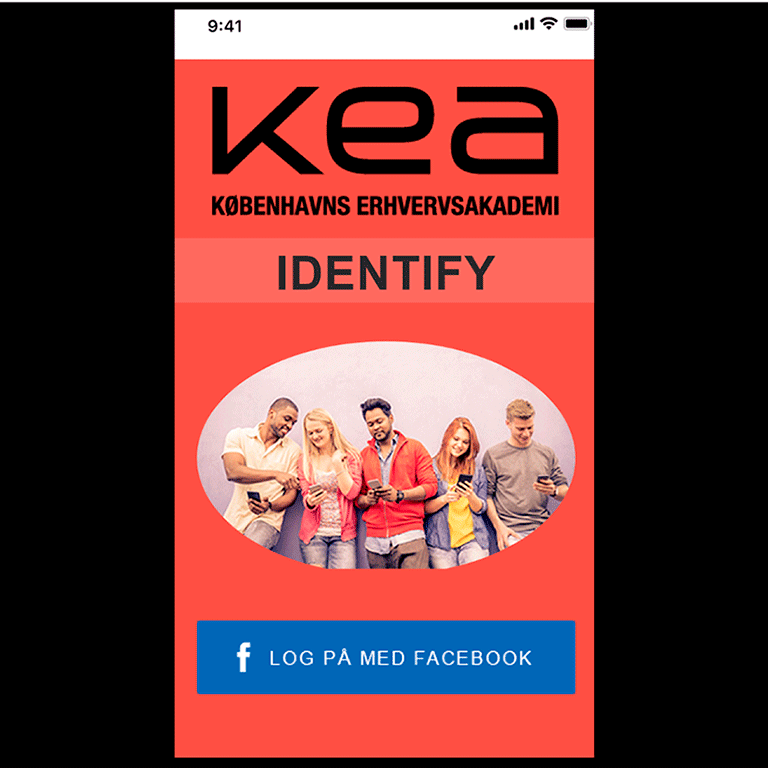 9:41
kea
KØBENHAVNS ERHVERVSAKADEMI
IDENTIFY
f LOG PÅ MED FACEBOOK